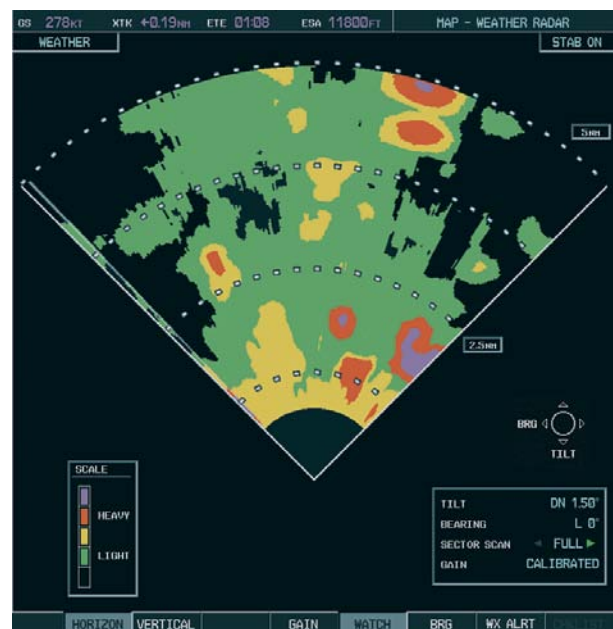 GS 278KT XTK +0.19NM ETE 01:08 ESA 11800FT MAP - WEATHER RADAR
WEATHER STAB ON
5NM
2.5NM
BRG
TILT
SCALE
HEAVY
LIGHT
TILT DN 1.50°
BEARING L 0°
SECTOR SCAN ◄ FULL ►
GAIN CALIBRATED
HORIZON VERTICAL GAIN WATCH BRG WX ALRT CHKLIST